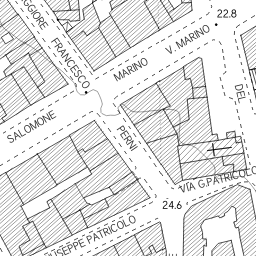 GGIORE
FRANCESCO
22.8
V. MARINO
MARINO
DEL
SALOMONE
PERNI
VIA G.PATRICOLO
24.6
USEPPE PATRICOLO